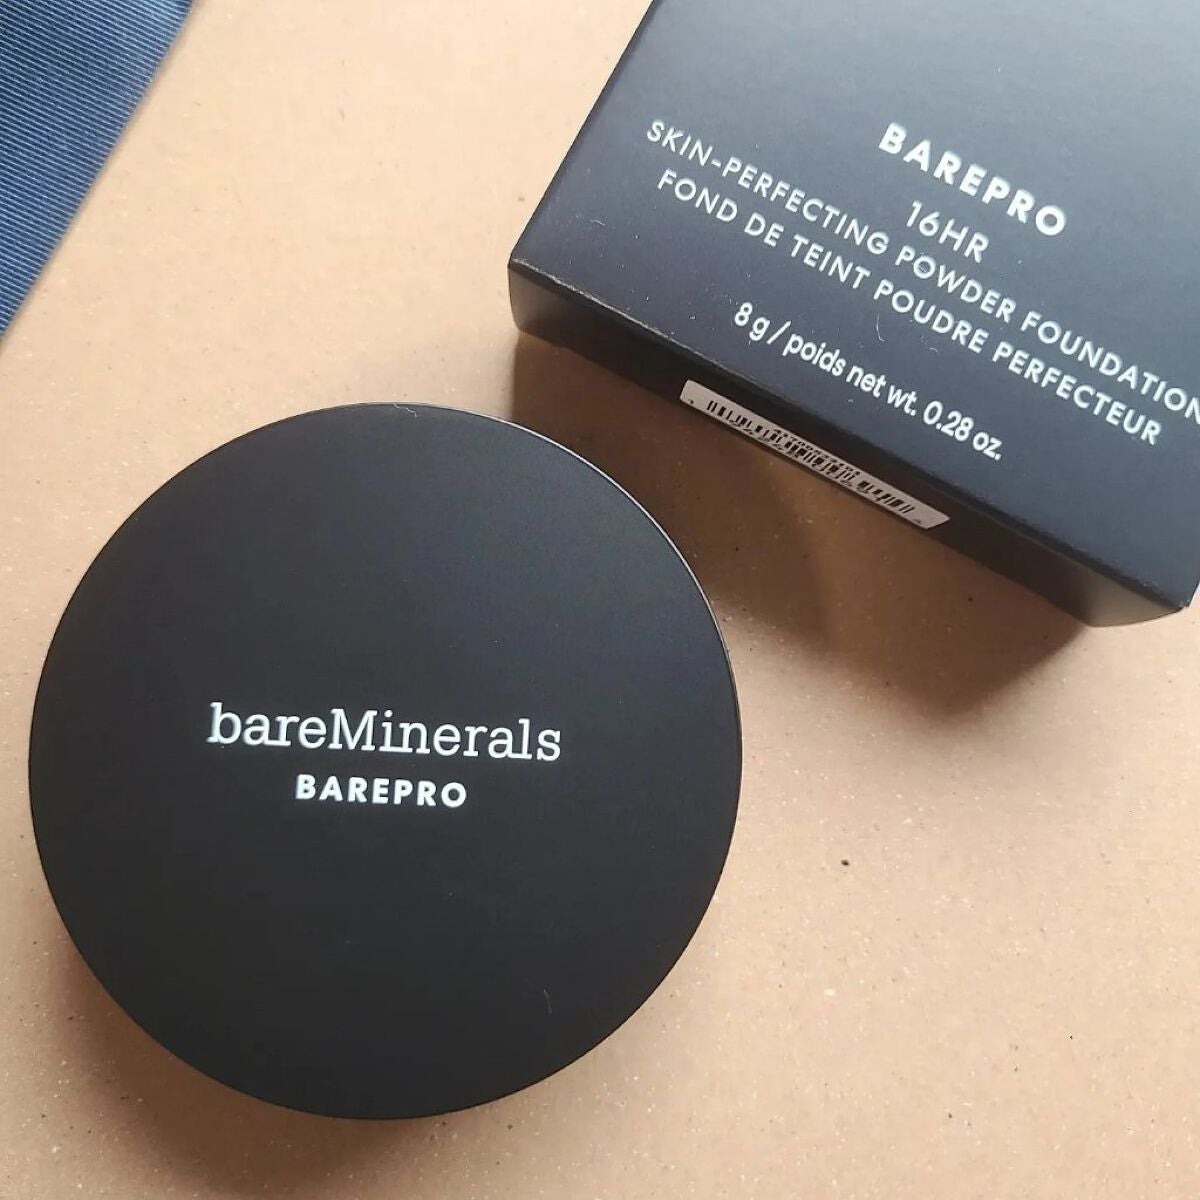 BAREPRO
16HR
SKIN-PERFECTING POWDER FOUNDATION
FOND DE TEINT POUDRE PERFECTEUR
8 g / poids net wt. 0.28 oz.
bareMinerals
BAREPRO